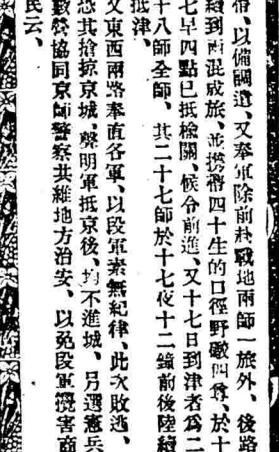 備、以備國遺、又奉軍除前赴戰地兩師一旅外、後路
續到兩混成旅、並携帶四十生的口徑野礮四尊、於十
七早四點已抵檢關、候令前進、又十七日到津者爲二
十八師全師、其二十七師於十七夜十二鐘前後陸續
抵津、
又東西兩路奉直各軍、以段軍素無紀律、此次敗逃、
恐其搶掠京城、聲明軍抵京後、均不進城、另選憲兵
數營協同京師警察共維地方治安、以免段軍擾害商
民云、